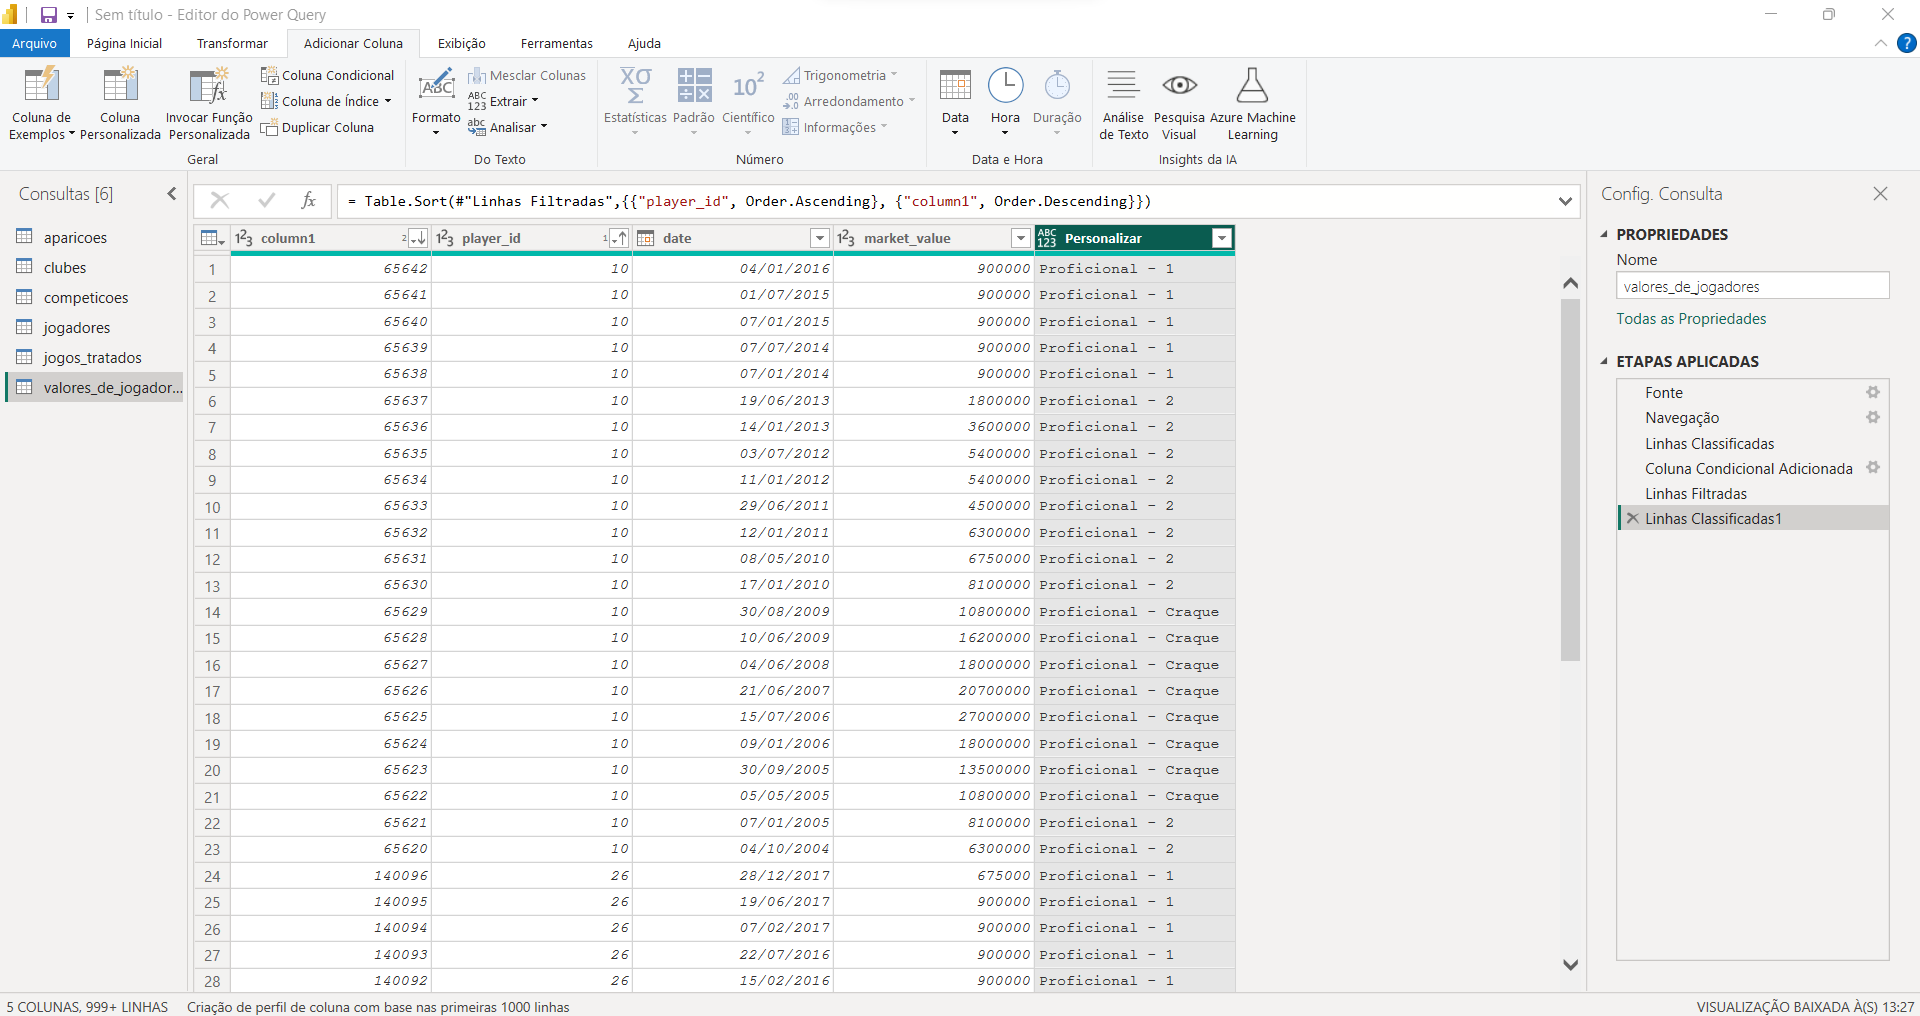 Sem título - Editor do Power Query
Arquivo Página Inicial Transformar Adicionar Coluna Exibição Ferramentas Ajuda
Coluna de Exemplos
Coluna Personalizada
Invocar Função Personalizada
Coluna Condicional
Coluna de Índice
Duplicar Coluna
Geral
ABC
Formato
Mesclar Colunas
ABC 123 Extrair
abc Analisar
Do Texto
XΣσ Estatísticas
Padrão
10² Científico
Trigonometria
.00 Arredondamento
Informações
Número
Data
Hora
Duração
Data e Hora
Análise de Texto
Pesquisa Visual
Azure Machine Learning
Insights da IA
Consultas [6]
aparicoes
clubes
competicoes
jogadores
jogos_tratados
valores_de_jogador...
fx = Table.Sort(#"Linhas Filtradas",{{"player_id", Order.Ascending}, {"column1", Order.Descending}})
1²3 column1 2 1²3 player_id 1 date 1²3 market_value ABC 123 Personalizar
1 65642 10 04/01/2016 900000 Proficional - 1
2 65641 10 01/07/2015 900000 Proficional - 1
3 65640 10 07/01/2015 900000 Proficional - 1
4 65639 10 07/07/2014 900000 Proficional - 1
5 65638 10 07/01/2014 900000 Proficional - 1
6 65637 10 19/06/2013 1800000 Proficional - 2
7 65636 10 14/01/2013 3600000 Proficional - 2
8 65635 10 03/07/2012 5400000 Proficional - 2
9 65634 10 11/01/2012 5400000 Proficional - 2
10 65633 10 29/06/2011 4500000 Proficional - 2
11 65632 10 12/01/2011 6300000 Proficional - 2
12 65631 10 08/05/2010 6750000 Proficional - 2
13 65630 10 17/01/2010 8100000 Proficional - 2
14 65629 10 30/08/2009 10800000 Proficional - Craque
15 65628 10 10/06/2009 16200000 Proficional - Craque
16 65627 10 04/06/2008 18000000 Proficional - Craque
17 65626 10 21/06/2007 20700000 Proficional - Craque
18 65625 10 15/07/2006 27000000 Proficional - Craque
19 65624 10 09/01/2006 18000000 Proficional - Craque
20 65623 10 30/09/2005 13500000 Proficional - Craque
21 65622 10 05/05/2005 10800000 Proficional - Craque
22 65621 10 07/01/2005 8100000 Proficional - 2
23 65620 10 04/10/2004 6300000 Proficional - 2
24 140096 26 28/12/2017 675000 Proficional - 1
25 140095 26 19/06/2017 900000 Proficional - 1
26 140094 26 07/02/2017 900000 Proficional - 1
27 140093 26 22/07/2016 900000 Proficional - 1
28 140092 26 15/02/2016 900000 Proficional - 1
Config. Consulta
PROPRIEDADES
Nome
valores_de_jogadores
Todas as Propriedades
ETAPAS APLICADAS
Fonte
Navegação
Linhas Classificadas
Coluna Condicional Adicionada
Linhas Filtradas
Linhas Classificadas1
5 COLUNAS, 999+ LINHAS Criação de perfil de coluna com base nas primeiras 1000 linhas VISUALIZAÇÃO BAIXADA À(S) 13:27